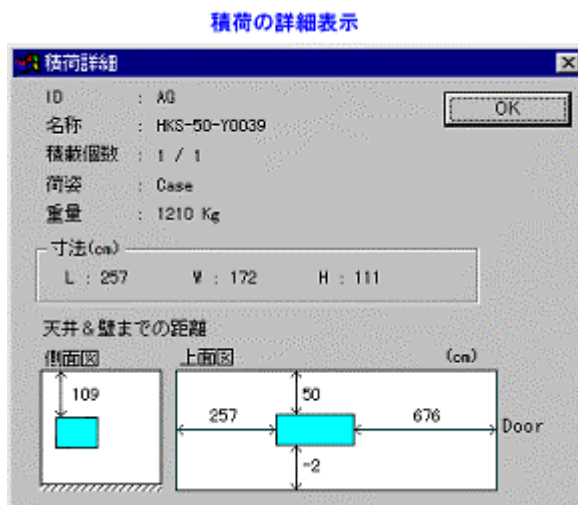 積荷の詳細表示
積荷詳細
ID : AG
OK
名称 : HKS-50-Y0039
積載個数 : 1 / 1
荷姿 : Case
重量 : 1210 Kg
寸法(cm)
L : 257 W : 172 H : 111
天井&壁までの距離
側面図 上面図 (cm)
109 50
257 676 Door
-2